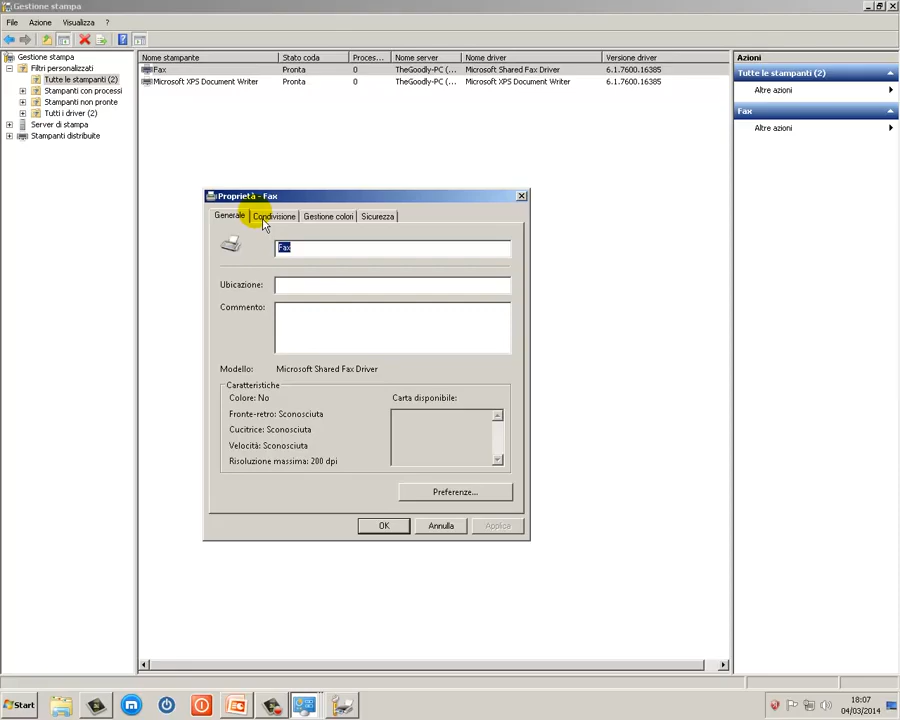 Gestione stampa
File Azione Visualizza ?
Gestione stampa
Filtri personalizzati
Tutte le stampanti (2)
Stampanti con processi
Stampanti non pronte
Tutti i driver (2)
Server di stampa
Stampanti distribuite
Nome stampante Stato coda Proces... Nome server Nome driver Versione driver
Fax Pronta 0 TheGoodly-PC (... Microsoft Shared Fax Driver 6.1.7600.16385
Microsoft XPS Document Writer Pronta 0 TheGoodly-PC (... Microsoft XPS Document Writer 6.1.7600.16385
Azioni
Tutte le stampanti (2)
Altre azioni
Fax
Altre azioni
Proprietà - Fax
Generale Condivisione Gestione colori Sicurezza
Fax
Ubicazione:
Commento:
Modello: Microsoft Shared Fax Driver
Caratteristiche
Colore: No Carta disponibile:
Fronte-retro: Sconosciuta
Cucitrice: Sconosciuta
Velocità: Sconosciuta
Risoluzione massima: 200 dpi
Preferenze...
OK Annulla Applica
Start
18:07
04/03/2014